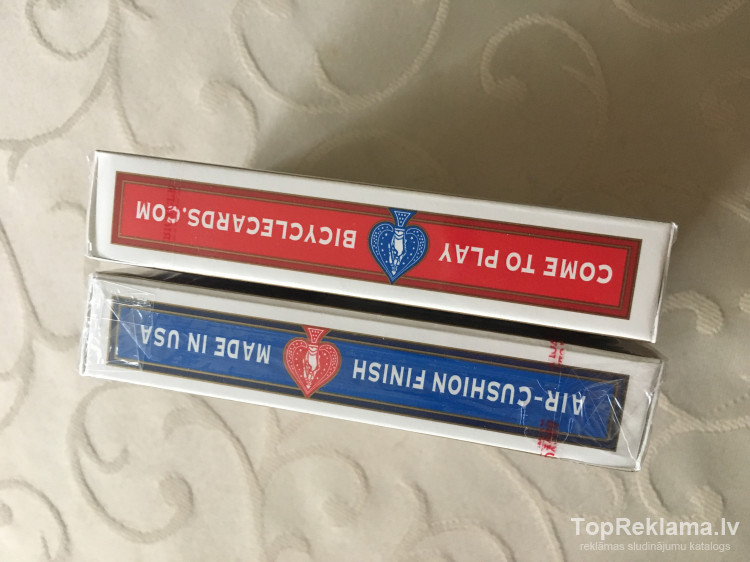 COME TO PLAY BICYCLECARDS.COM
AIR-CUSHION FINISH MADE IN USA
TopReklama.lv
reklāmas sludinājumu katalogs